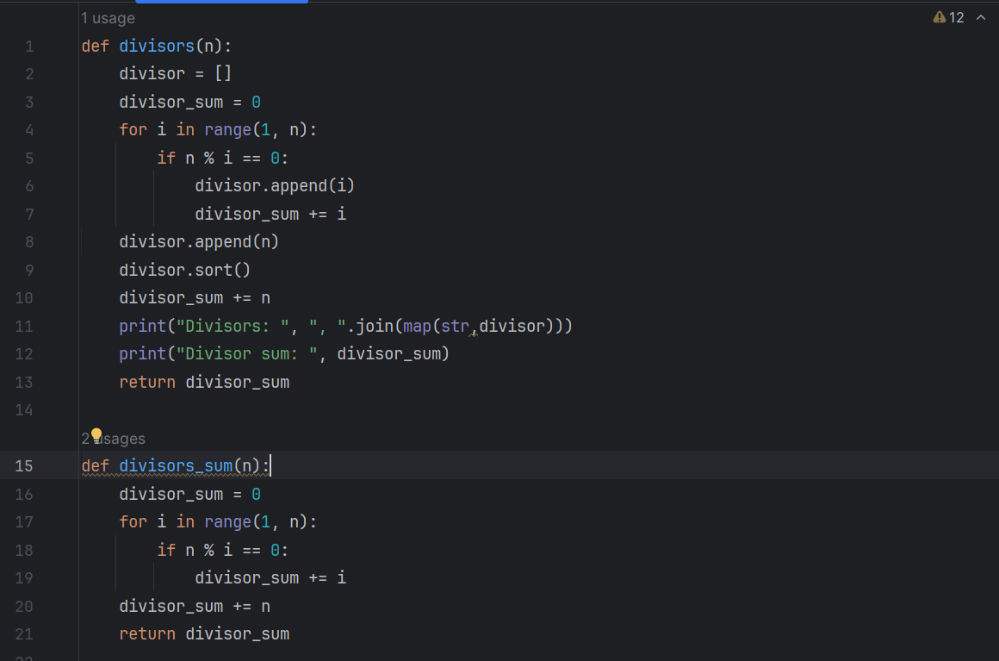 1 usage
12
1 def divisors(n):
2 divisor = []
3 divisor_sum = 0
4 for i in range(1, n):
5 if n % i == 0:
6 divisor.append(i)
7 divisor_sum += i
8 divisor.append(n)
9 divisor.sort()
10 divisor_sum += n
11 print("Divisors: ", ", ".join(map(str,divisor)))
12 print("Divisor sum: ", divisor_sum)
13 return divisor_sum
14
2 usages
15 def divisors_sum(n):
16 divisor_sum = 0
17 for i in range(1, n):
18 if n % i == 0:
19 divisor_sum += i
20 divisor_sum += n
21 return divisor_sum